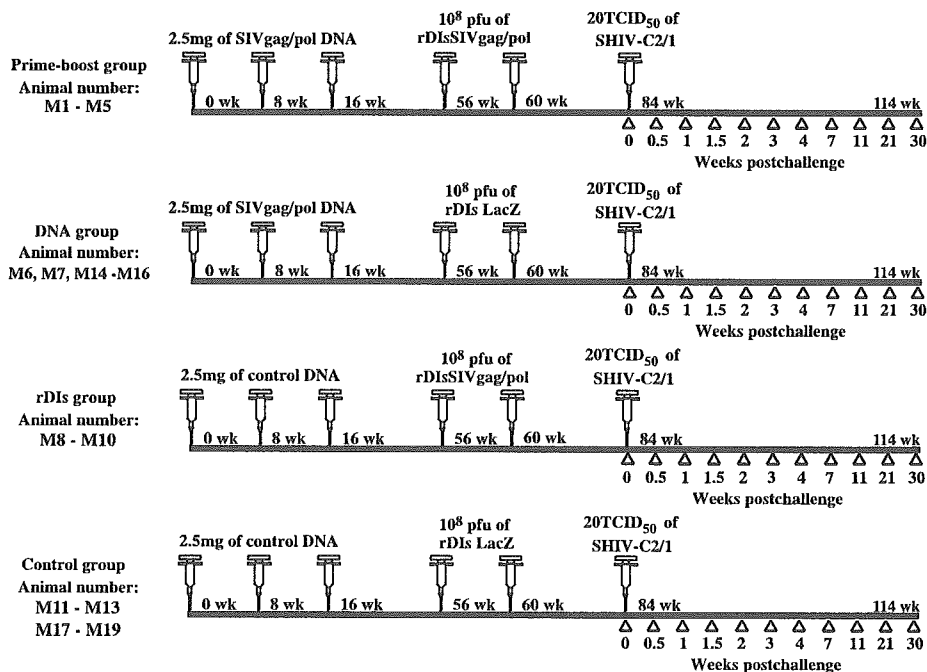 2.5mg of SIVgag/pol DNA
10⁸ pfu of
rDIsSIVgag/pol
20TCID₅₀ of
SHIV-C2/1
Prime-boost group
Animal number:
M1 - M5
0 wk 8 wk 16 wk 56 wk 60 wk 84 wk 114 wk
0 0.5 1 1.5 2 3 4 7 11 21 30
Weeks postchallenge
2.5mg of SIVgag/pol DNA
10⁸ pfu of
rDIs LacZ
20TCID₅₀ of
SHIV-C2/1
DNA group
Animal number:
M6, M7, M14 -M16
0 wk 8 wk 16 wk 56 wk 60 wk 84 wk 114 wk
0 0.5 1 1.5 2 3 4 7 11 21 30
Weeks postchallenge
2.5mg of control DNA
10⁸ pfu of
rDIsSIVgag/pol
20TCID₅₀ of
SHIV-C2/1
rDIs group
Animal number:
M8 - M10
0 wk 8 wk 16 wk 56 wk 60 wk 84 wk 114 wk
0 0.5 1 1.5 2 3 4 7 11 21 30
Weeks postchallenge
2.5mg of control DNA
10⁸ pfu of
rDIs LacZ
20TCID₅₀ of
SHIV-C2/1
Control group
Animal number:
M11 - M13
M17 - M19
0 wk 8 wk 16 wk 56 wk 60 wk 84 wk 114 wk
0 0.5 1 1.5 2 3 4 7 11 21 30
Weeks postchallenge